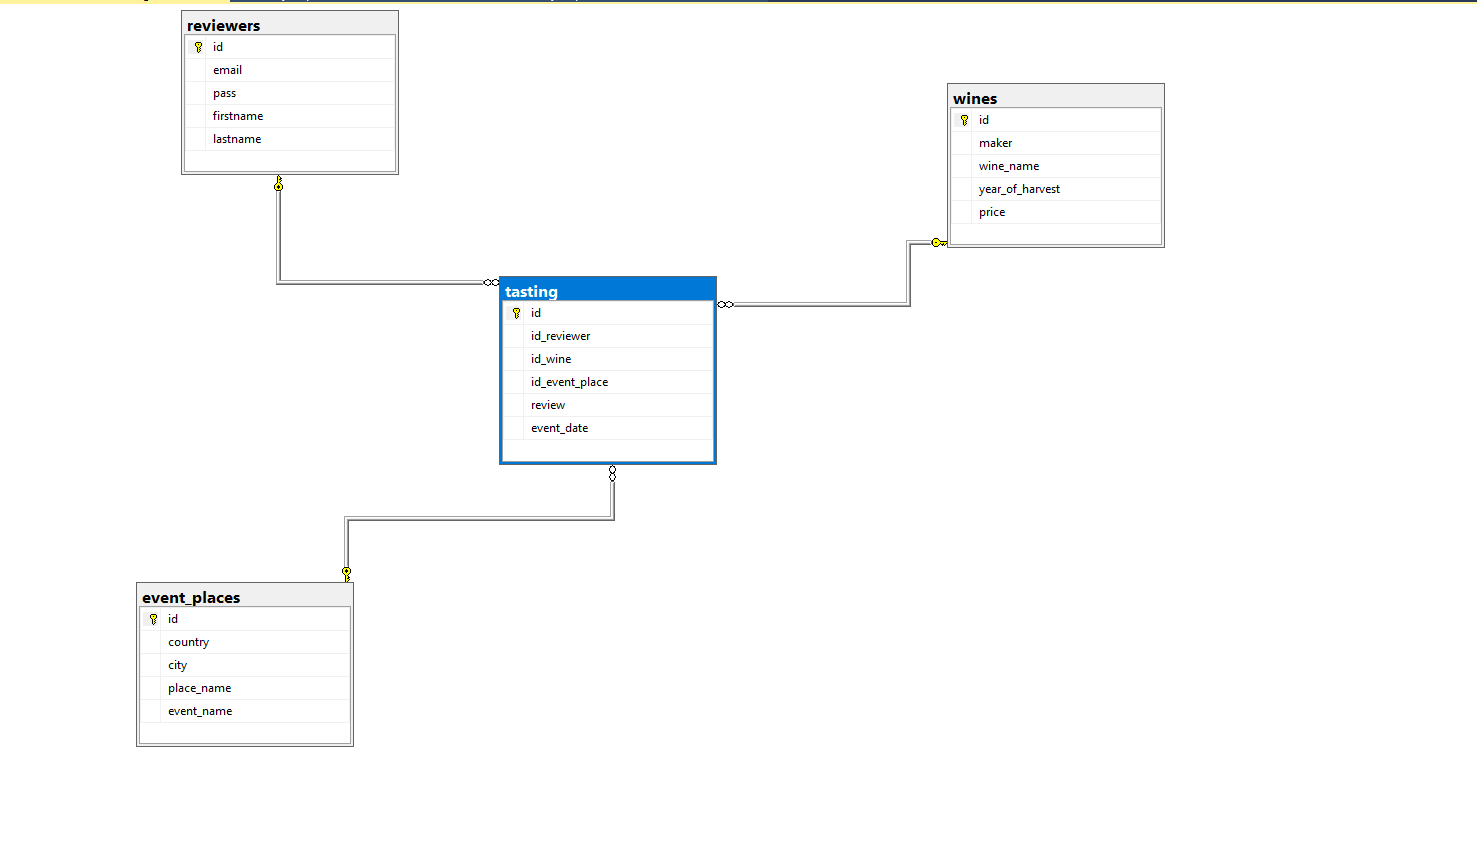 reviewers
id
email
pass
firstname
lastname
wines
id
maker
wine_name
year_of_harvest
price
tasting
id
id_reviewer
id_wine
id_event_place
review
event_date
event_places
id
country
city
place_name
event_name